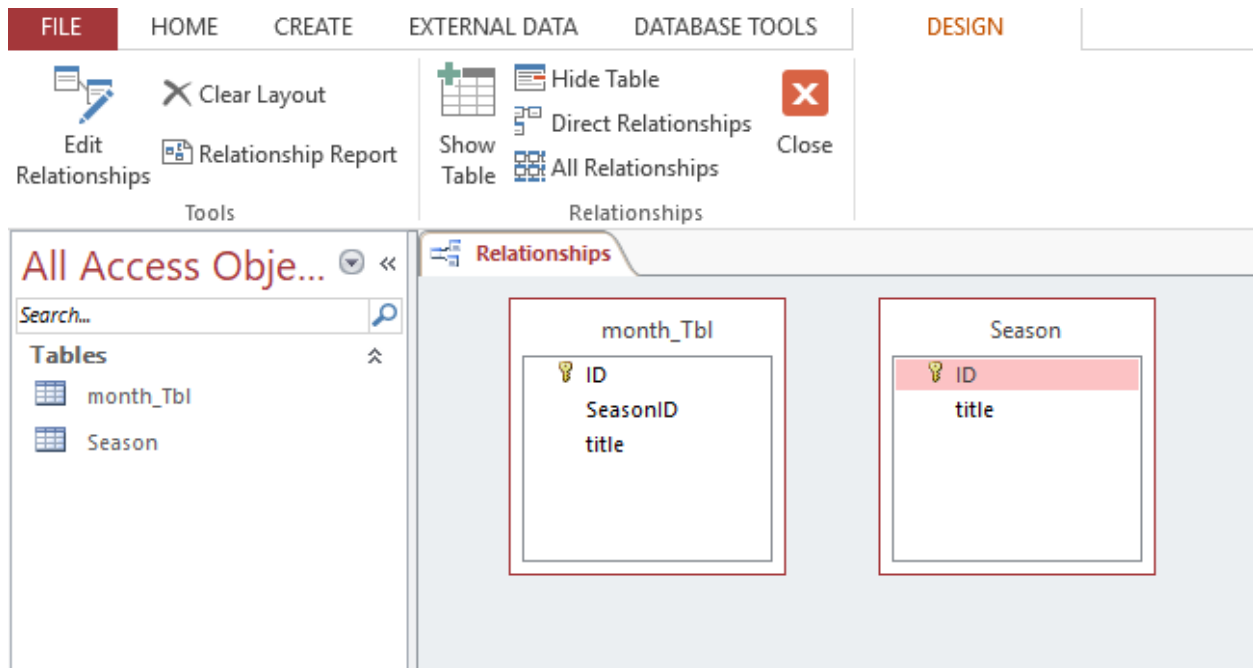 FILE HOME CREATE EXTERNAL DATA DATABASE TOOLS DESIGN
Edit
Relationships
Clear Layout
Relationship Report
Tools
Show
Table
Hide Table
Direct Relationships
All Relationships
Close
Relationships
All Access Obje...
Search...
Tables
month_Tbl
Season
Relationships
month_Tbl
ID
SeasonID
title
Season
ID
title